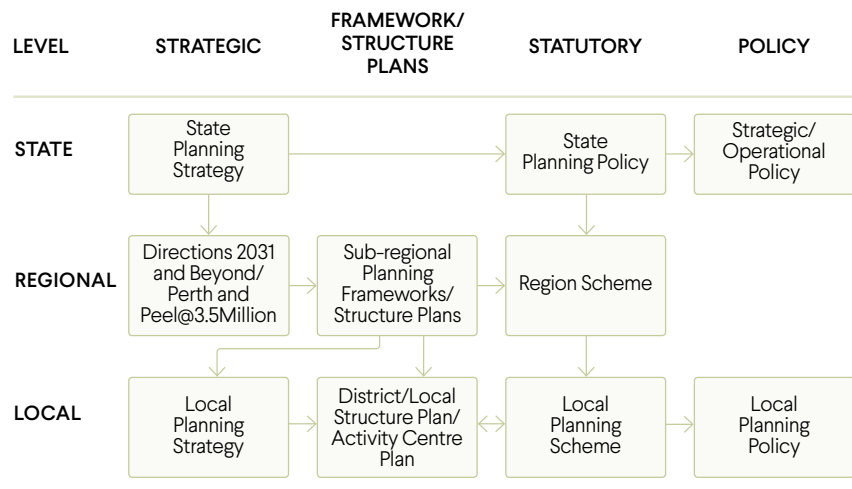 LEVEL
STRATEGIC
FRAMEWORK/
STRUCTURE
PLANS
STATUTORY
POLICY
STATE
State
Planning
Strategy
State
Planning Policy
Strategic/
Operational
Policy
REGIONAL
Directions 2031
and Beyond/
Perth and
Peel@3.5Million
Sub-regional
Planning
Frameworks/
Structure Plans
Region Scheme
LOCAL
Local
Planning
Strategy
District/Local
Structure Plan/
Activity Centre
Plan
Local
Planning
Scheme
Local
Planning
Policy